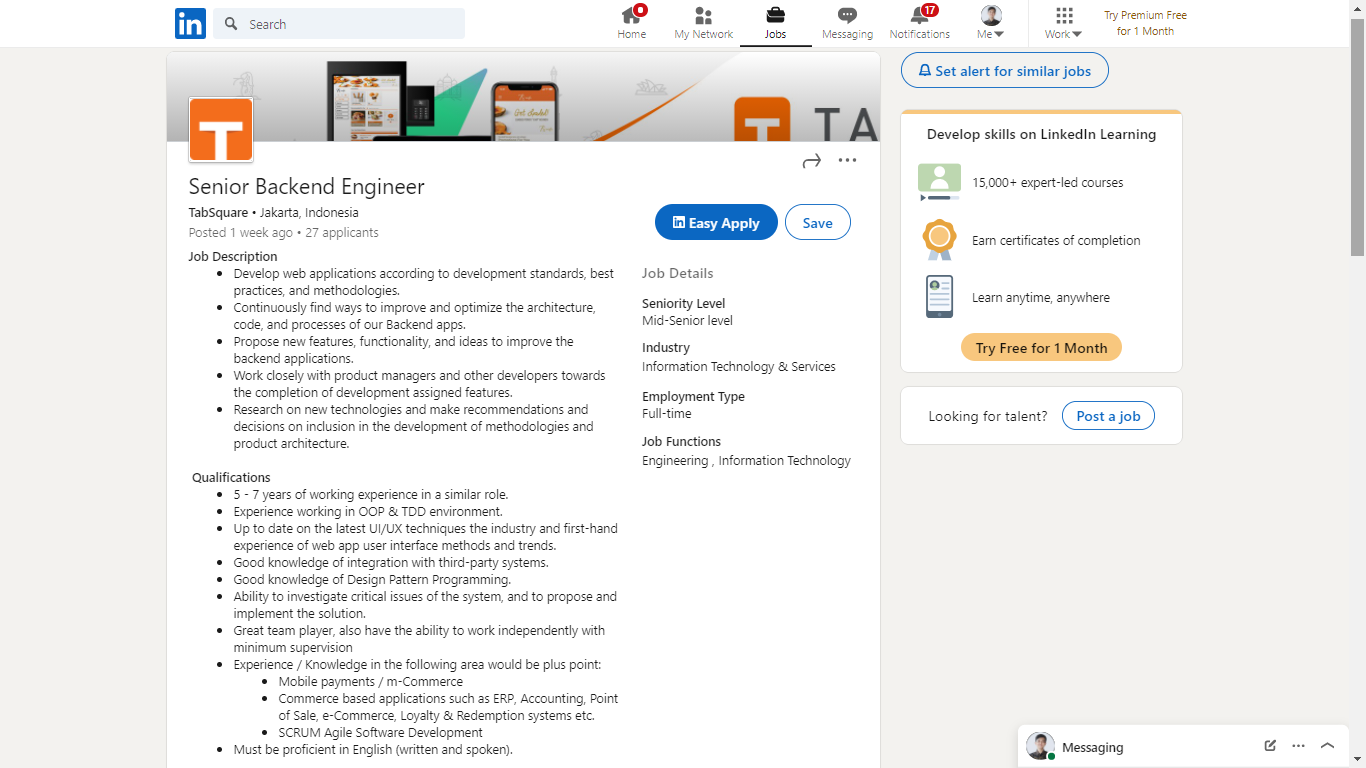 in
Search
Home
My Network
Jobs
Messaging
17
Notifications
Me
Work
Try Premium Free
for 1 Month
T
T TA
Set alert for similar jobs
Senior Backend Engineer
TabSquare • Jakarta, Indonesia
Posted 1 week ago • 27 applicants
in Easy Apply
Save
Job Description
• Develop web applications according to development standards, best
practices, and methodologies.
• Continuously find ways to improve and optimize the architecture,
code, and processes of our Backend apps.
• Propose new features, functionality, and ideas to improve the
backend applications.
• Work closely with product managers and other developers towards
the completion of development assigned features.
• Research on new technologies and make recommendations and
decisions on inclusion in the development of methodologies and
product architecture.
Qualifications
• 5 - 7 years of working experience in a similar role.
• Experience working in OOP & TDD environment.
• Up to date on the latest UI/UX techniques the industry and first-hand
experience of web app user interface methods and trends.
• Good knowledge of integration with third-party systems.
• Good knowledge of Design Pattern Programming.
• Ability to investigate critical issues of the system, and to propose and
implement the solution.
• Great team player, also have the ability to work independently with
minimum supervision
• Experience / Knowledge in the following area would be plus point:
• Mobile payments / m-Commerce
• Commerce based applications such as ERP, Accounting, Point
of Sale, e-Commerce, Loyalty & Redemption systems etc.
• SCRUM Agile Software Development
• Must be proficient in English (written and spoken).
Job Details
Seniority Level
Mid-Senior level
Industry
Information Technology & Services
Employment Type
Full-time
Job Functions
Engineering , Information Technology
Develop skills on LinkedIn Learning
15,000+ expert-led courses
Earn certificates of completion
Learn anytime, anywhere
Try Free for 1 Month
Looking for talent?
Post a job
Messaging